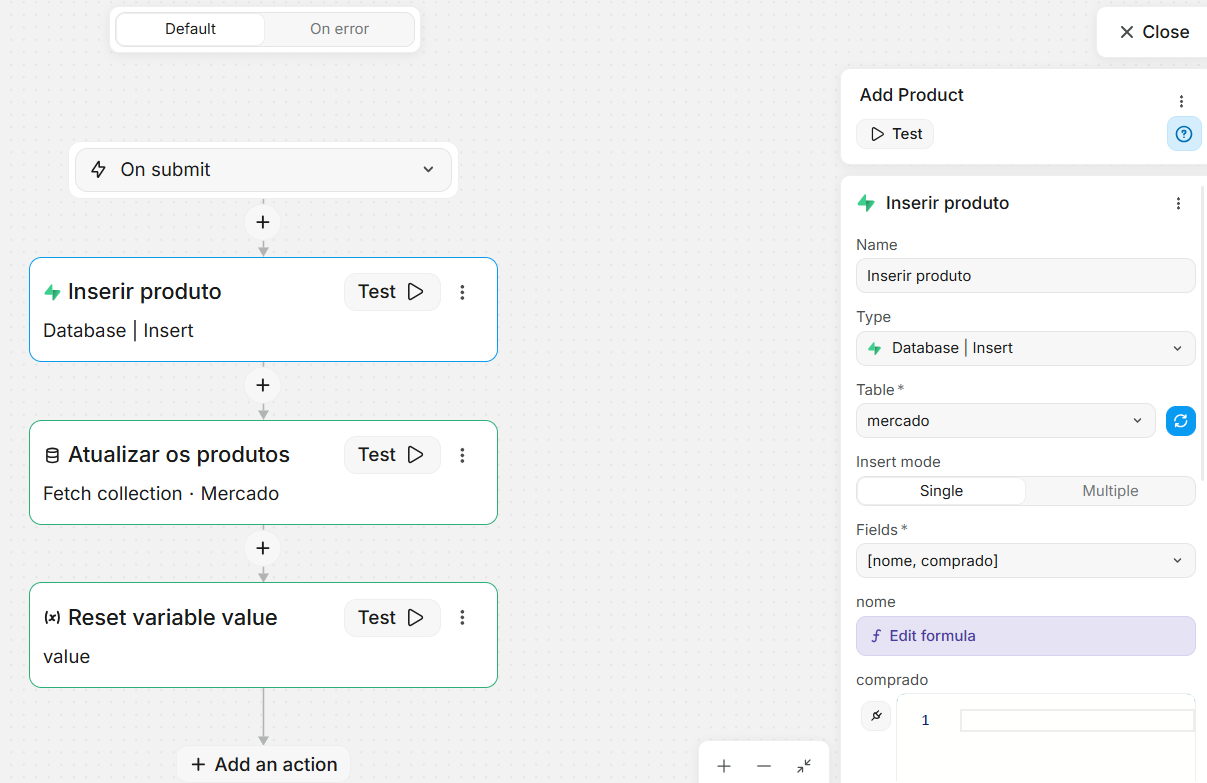 Default On error
Close
Add Product
Test
On submit
Inserir produto
Test
Database | Insert
Atualizar os produtos
Test
Fetch collection · Mercado
(x) Reset variable value
Test
value
+ Add an action
Inserir produto
Name
Inserir produto
Type
Database | Insert
Table *
mercado
Insert mode
Single Multiple
Fields *
[nome, comprado]
nome
ƒ Edit formula
comprado
1